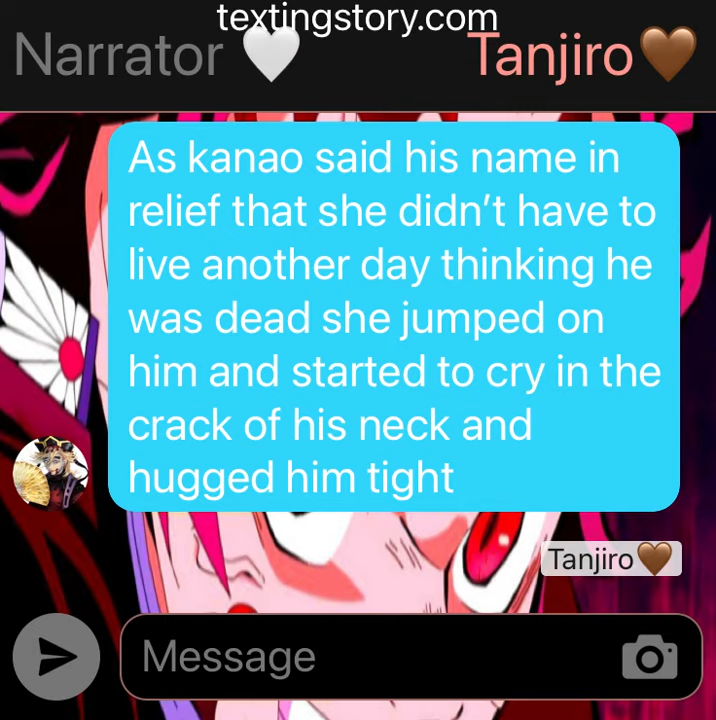 textingstory.com
Narrator 🤍 Tanjiro🤎
As kanao said his name in
relief that she didn’t have to
live another day thinking he
was dead she jumped on
him and started to cry in the
crack of his neck and
hugged him tight
Tanjiro🤎
Message